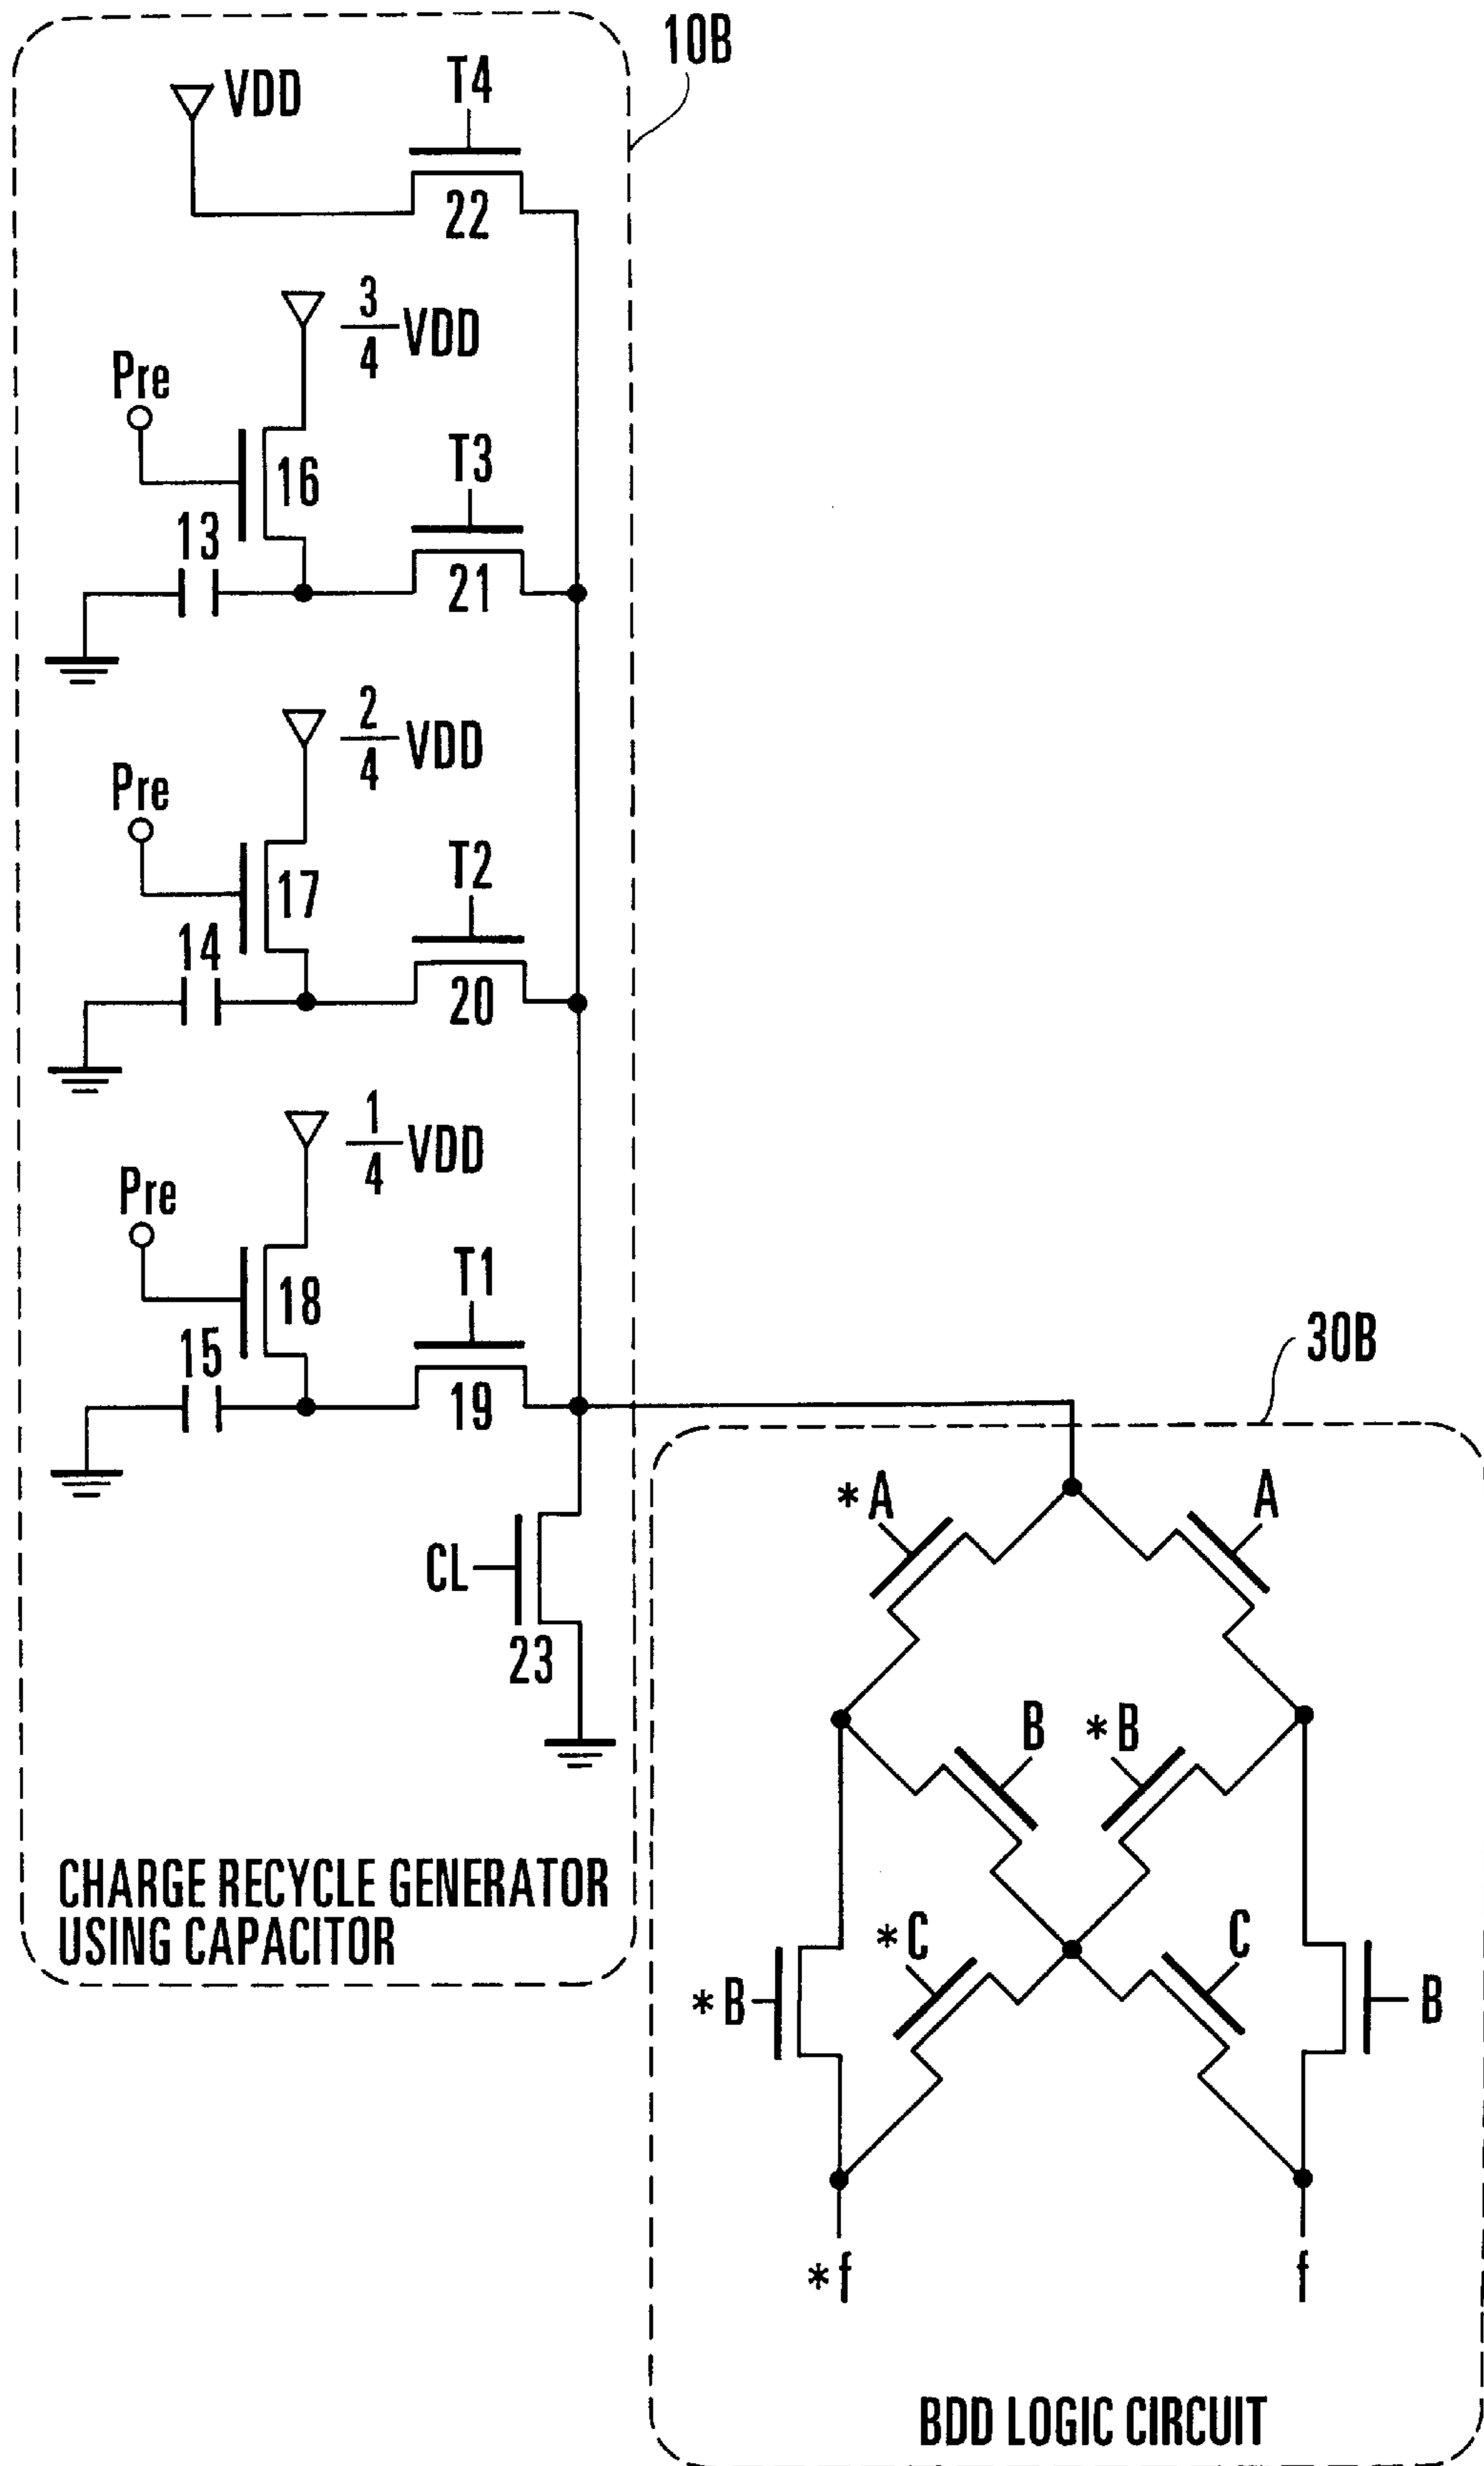 10B
VDD
T4
22
3/4 VDD
Pre
16
T3
13
21
2/4 VDD
Pre
17
T2
14
20
1/4 VDD
Pre
18
T1
15
19
30B
*A
A
CL
23
B
*B
CHARGE RECYCLE GENERATOR
USING CAPACITOR
*C
C
*B
B
*f
f
BDD LOGIC CIRCUIT